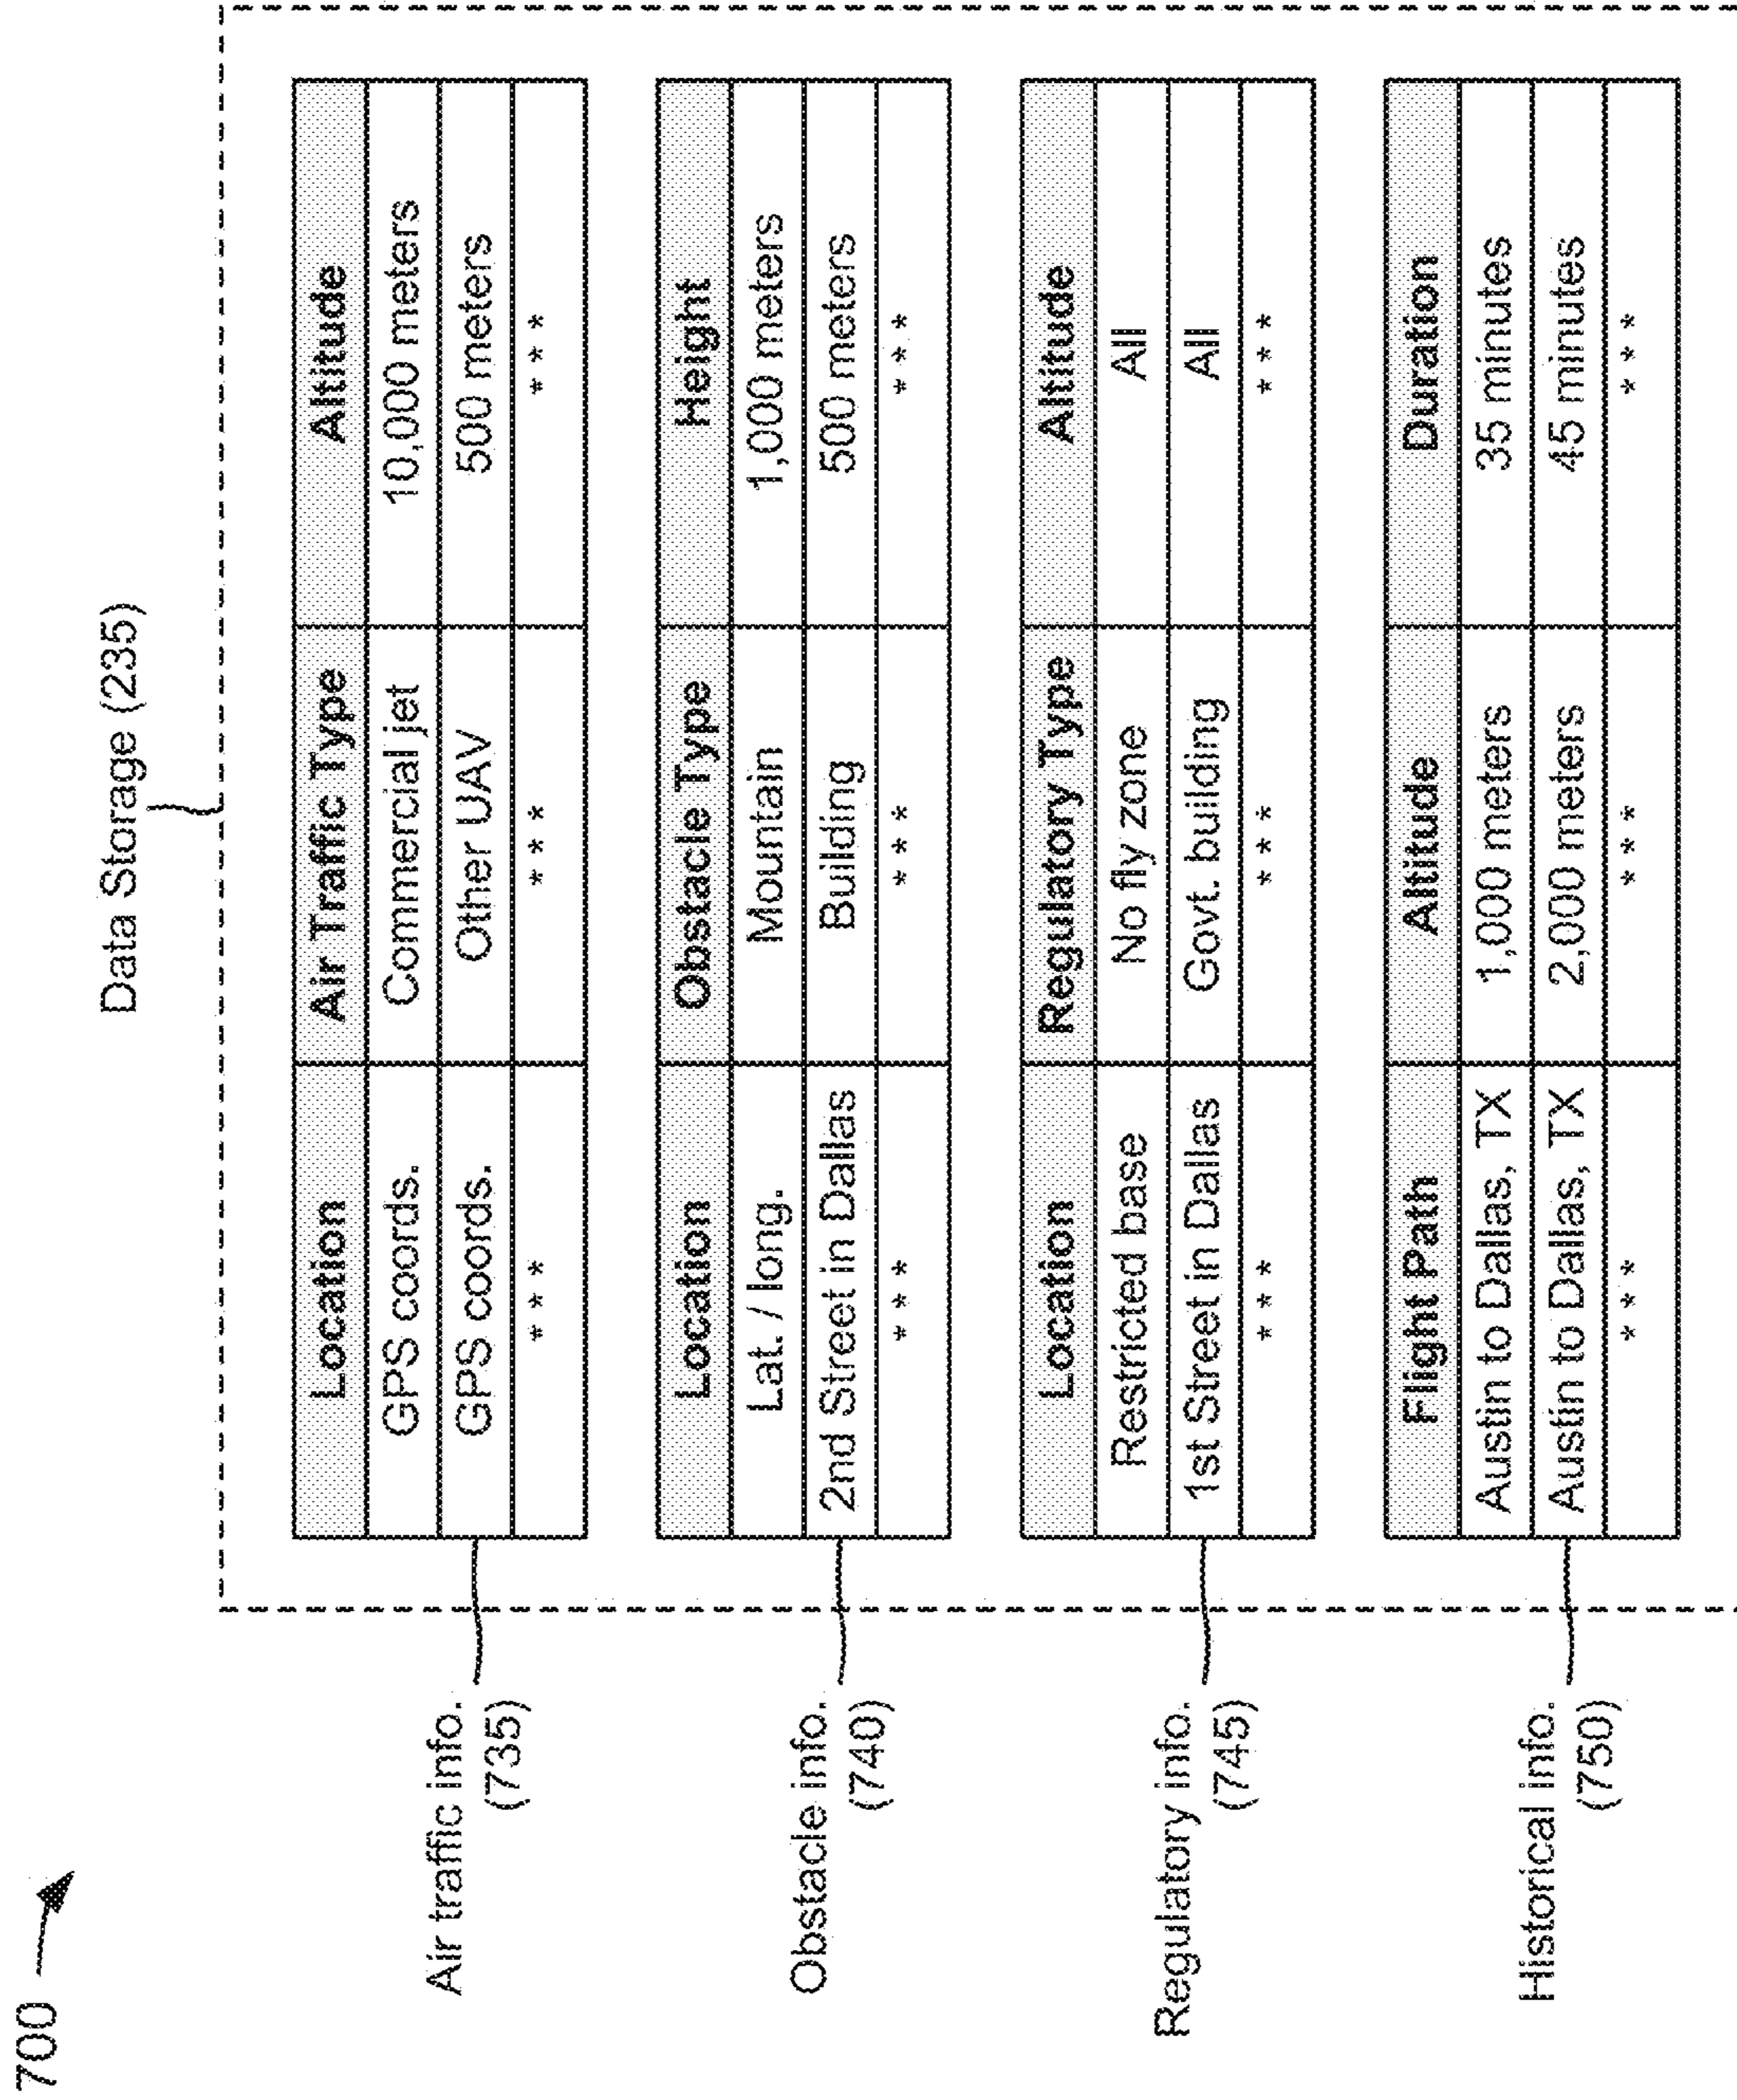 700
Data Storage (235)
Air traffic info.
(735)
Location Air Traffic Type Altitude
GPS coords. Commercial jet 10,000 meters
GPS coords. Other UAV 500 meters
* * * * * * * * *
Obstacle info.
(740)
Location Obstacle Type Height
Lat. / long. Mountain 1,000 meters
2nd Street in Dallas Building 500 meters
* * * * * * * * *
Regulatory info.
(745)
Location Regulatory Type Altitude
Restricted base No fly zone All
1st Street in Dallas Govt. building All
* * * * * * * * *
Historical info.
(750)
Flight Path Altitude Duration
Austin to Dallas, TX 1,000 meters 35 minutes
Austin to Dallas, TX 2,000 meters 45 minutes
* * * * * * * * *